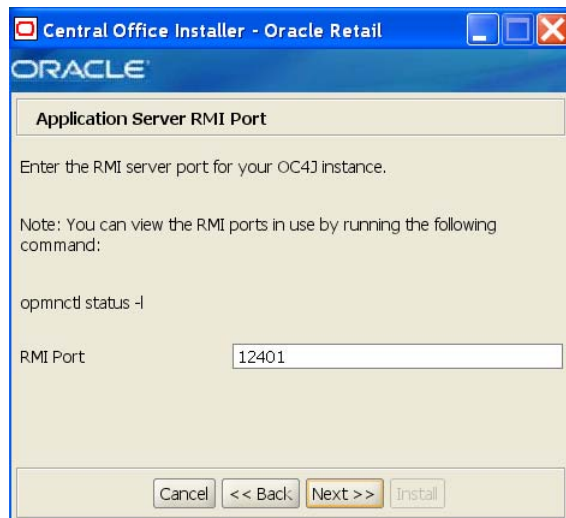 Central Office Installer - Oracle Retail
ORACLE
Application Server RMI Port
Enter the RMI server port for your OC4J instance.
Note: You can view the RMI ports in use by running the following
command:
opmnctl status -l
RMI Port 12401
Cancel << Back Next >> Install